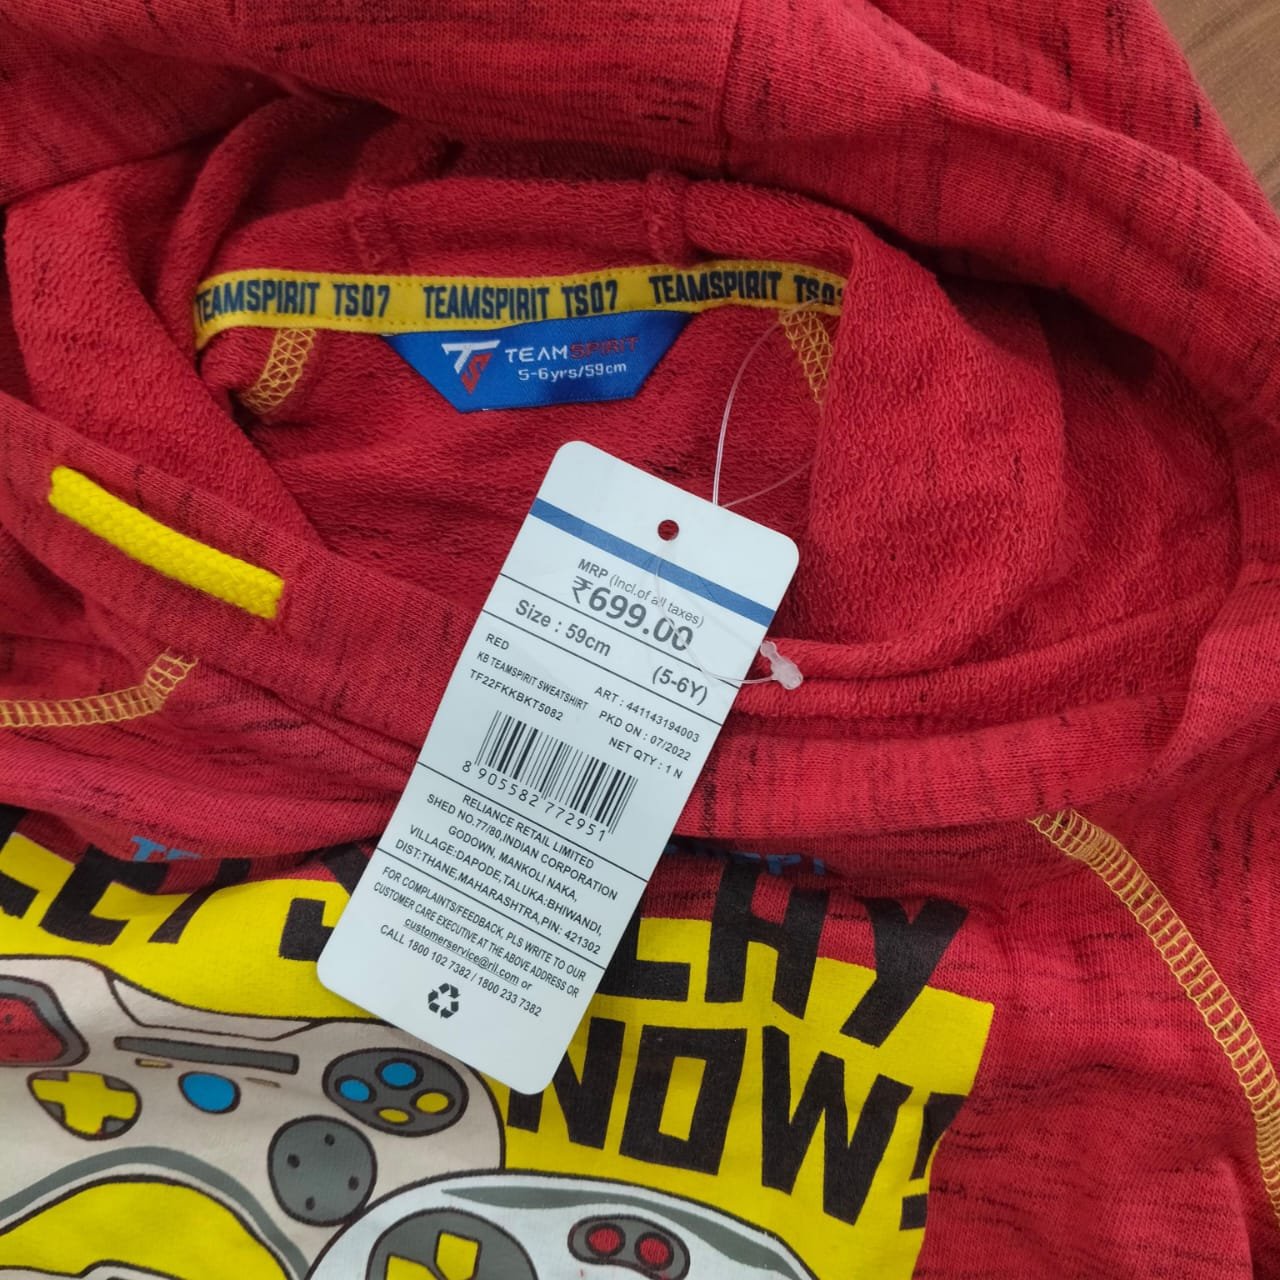 TEAMSPIRIT TS07 TEAMSPIRIT TS07 TEAMSPIRIT TS07
TS TEAMSPIRIT
5-6yrs/59cm
MRP (Incl.of all taxes)
₹699.00
Size : 59cm (5-6Y)
RED
KB TEAMSPIRIT SWEATSHIRT
TF22FKKBKT5082
ART : 441143194003
PKD ON : 07/2022
NET QTY : 1 N
8 905582 772951
RELIANCE RETAIL LIMITED
SHED NO.77/80,INDIAN CORPORATION
GODOWN, MANKOLI NAKA,
VILLAGE:DAPODE,TALUKA:BHIWANDI,
DIST:THANE,MAHARASHTRA,PIN: 421302
FOR COMPLAINTS/FEEDBACK, PLS WRITE TO OUR
CUSTOMER CARE EXECUTIVE AT THE ABOVE ADDRESS OR
customerservice@ril.com or
CALL 1800 102 7382 / 1800 233 7382
NOW!